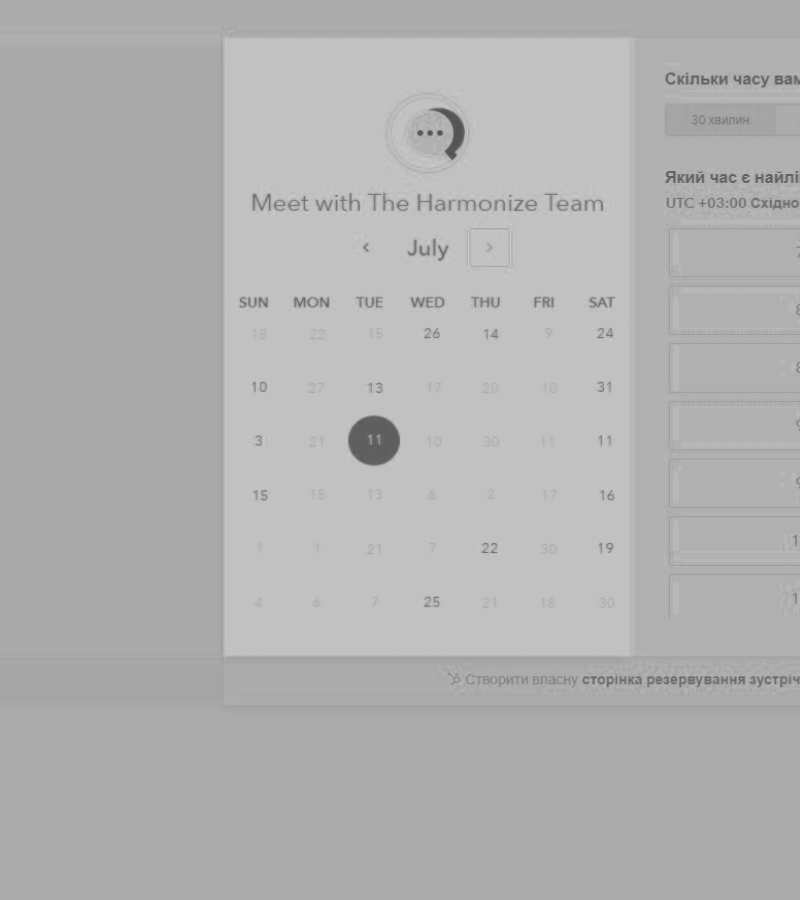 Meet with The Harmonize Team
July
SUN MON TUE WED THU FRI SAT
18 22 15 26 14 9 24
10 27 13 17 20 10 31
3 21 11 10 30 11 11
15 15 13 6 2 17 16
1 1 21 7 22 30 19
4 6 7 25 21 18 30
Скільки часу вам
30 хвилин
Який час є найлі
UTC +03:00 Східно
7
8
8
9
9
1
1
Створити власну сторінка резервування зустріч